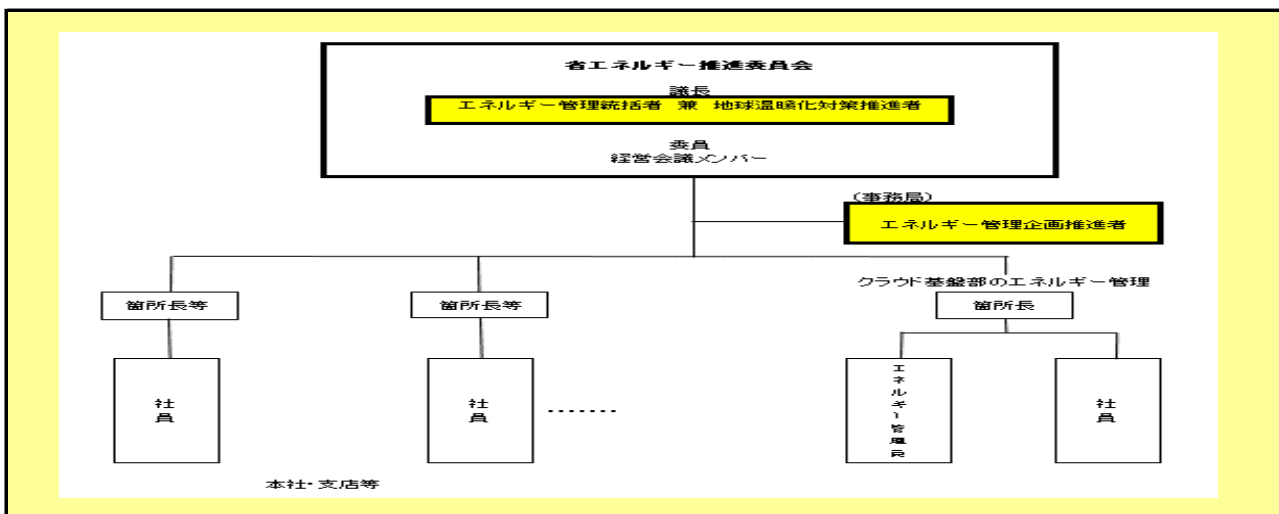 省エネルギー推進委員会
議長
エネルギー管理統括者 兼 地球温暖化対策推進者
委員
経営会議メンバー
(事務局)
エネルギー管理企画推進者
クラウド基盤部のエネルギー管理
箇所長等
箇所長等
箇所長
社員
社員
・・・・・・・
エネルギー管理員
社員
本社・支店等